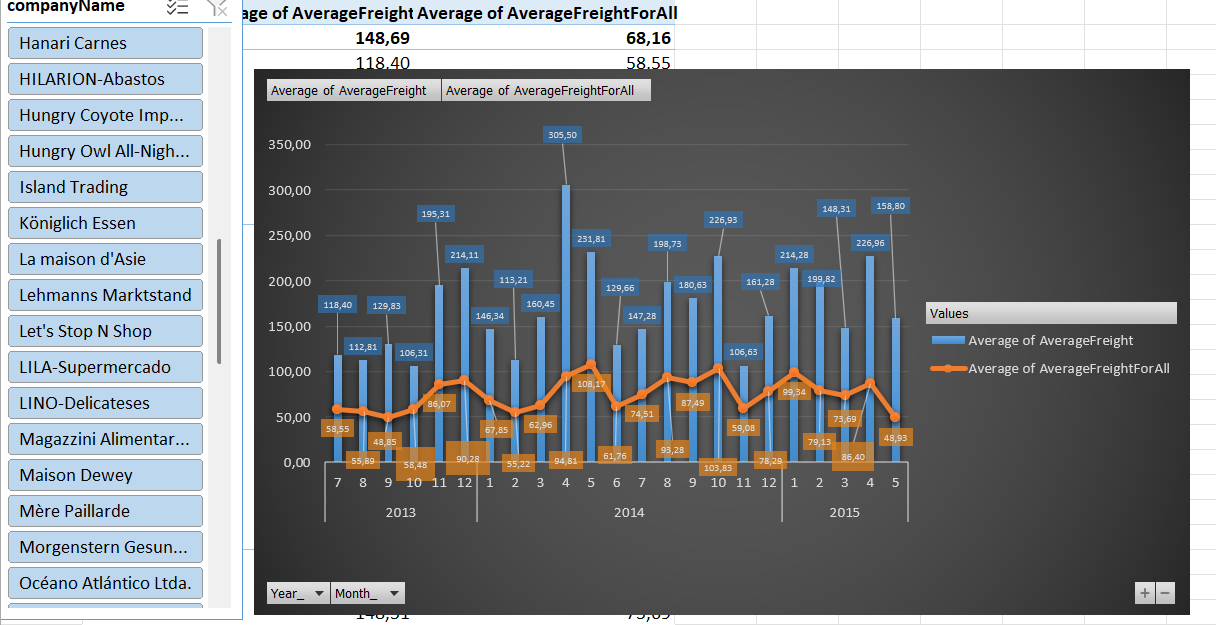 companyName
age of AverageFreight Average of AverageFreightForAll
148,69 68,16
118,40 58,55
Hanari Carnes
HILARION-Abastos
Hungry Coyote Imp...
Hungry Owl All-Nigh...
Island Trading
Königlich Essen
La maison d'Asie
Lehmanns Marktstand
Let's Stop N Shop
LILA-Supermercado
LINO-Delicateses
Magazzini Alimentar...
Maison Dewey
Mère Paillarde
Morgenstern Gesun...
Océano Atlántico Ltda.
Average of AverageFreight Average of AverageFreightForAll
350,00
300,00
250,00
200,00
150,00
100,00
50,00
0,00
118,40
112,81
129,83
106,31
195,31
214,11
146,34
113,21
160,45
305,50
231,81
129,66
147,28
198,73
180,63
226,93
106,63
161,28
214,28
199,82
148,31
226,96
158,80
58,55
55,89
48,85
58,48
86,07
90,28
67,85
55,22
62,96
94,81
108,17
61,76
74,51
93,28
87,49
103,83
59,08
78,29
99,34
79,13
73,69
86,40
48,93
7 8 9 10 11 12 1 2 3 4 5 6 7 8 9 10 11 12 1 2 3 4 5
2013 2014 2015
Values
Average of AverageFreight
Average of AverageFreightForAll
Year_ Month_
+ −
148,31 73,69